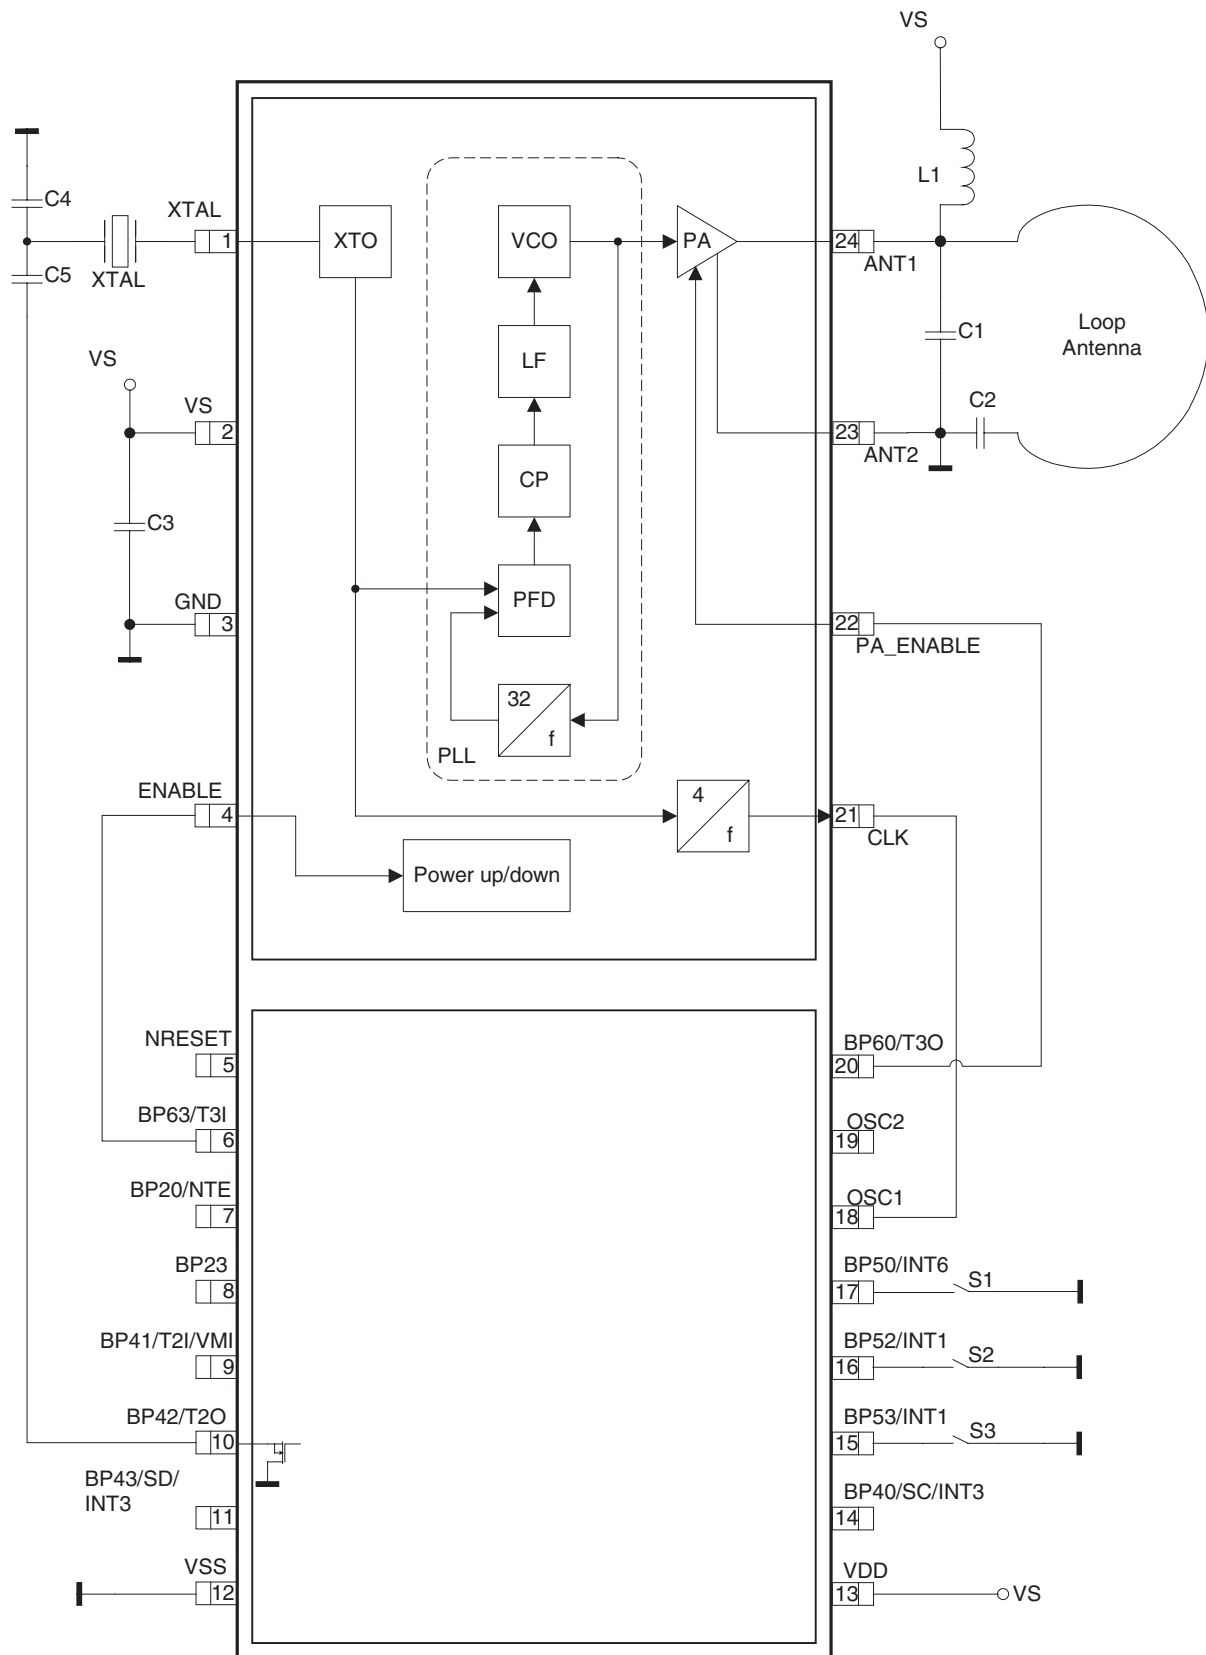 VS
C4
XTAL
L1
1
XTO
VCO
PA
24
C5
XTAL
ANT1
VS
LF
C1
Loop
Antenna
VS
C2
2
23
CP
ANT2
C3
GND
PFD
3
22
PA_ENABLE
32
f
PLL
ENABLE
4
4
f
21
CLK
Power up/down
NRESET
BP60/T3O
5
20
BP63/T3I
OSC2
6
19
BP20/NTE
OSC1
7
18
BP23
BP50/INT6
S1
8
17
BP41/T2I/VMI
BP52/INT1
S2
9
16
BP42/T2O
BP53/INT1
S3
10
15
BP43/SD/
INT3
BP40/SC/INT3
11
14
VSS
VDD
12
13
VS